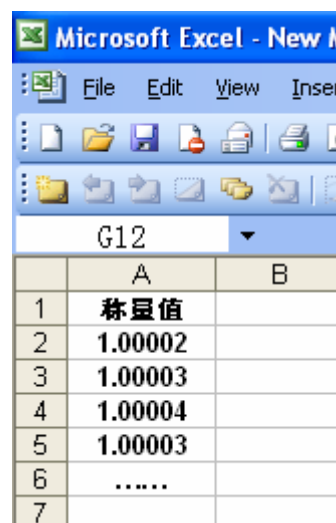 Microsoft Excel - New
File Edit View Inser
G12
A B
1 称量值
2 1.00002
3 1.00003
4 1.00004
5 1.00003
6 ……
7